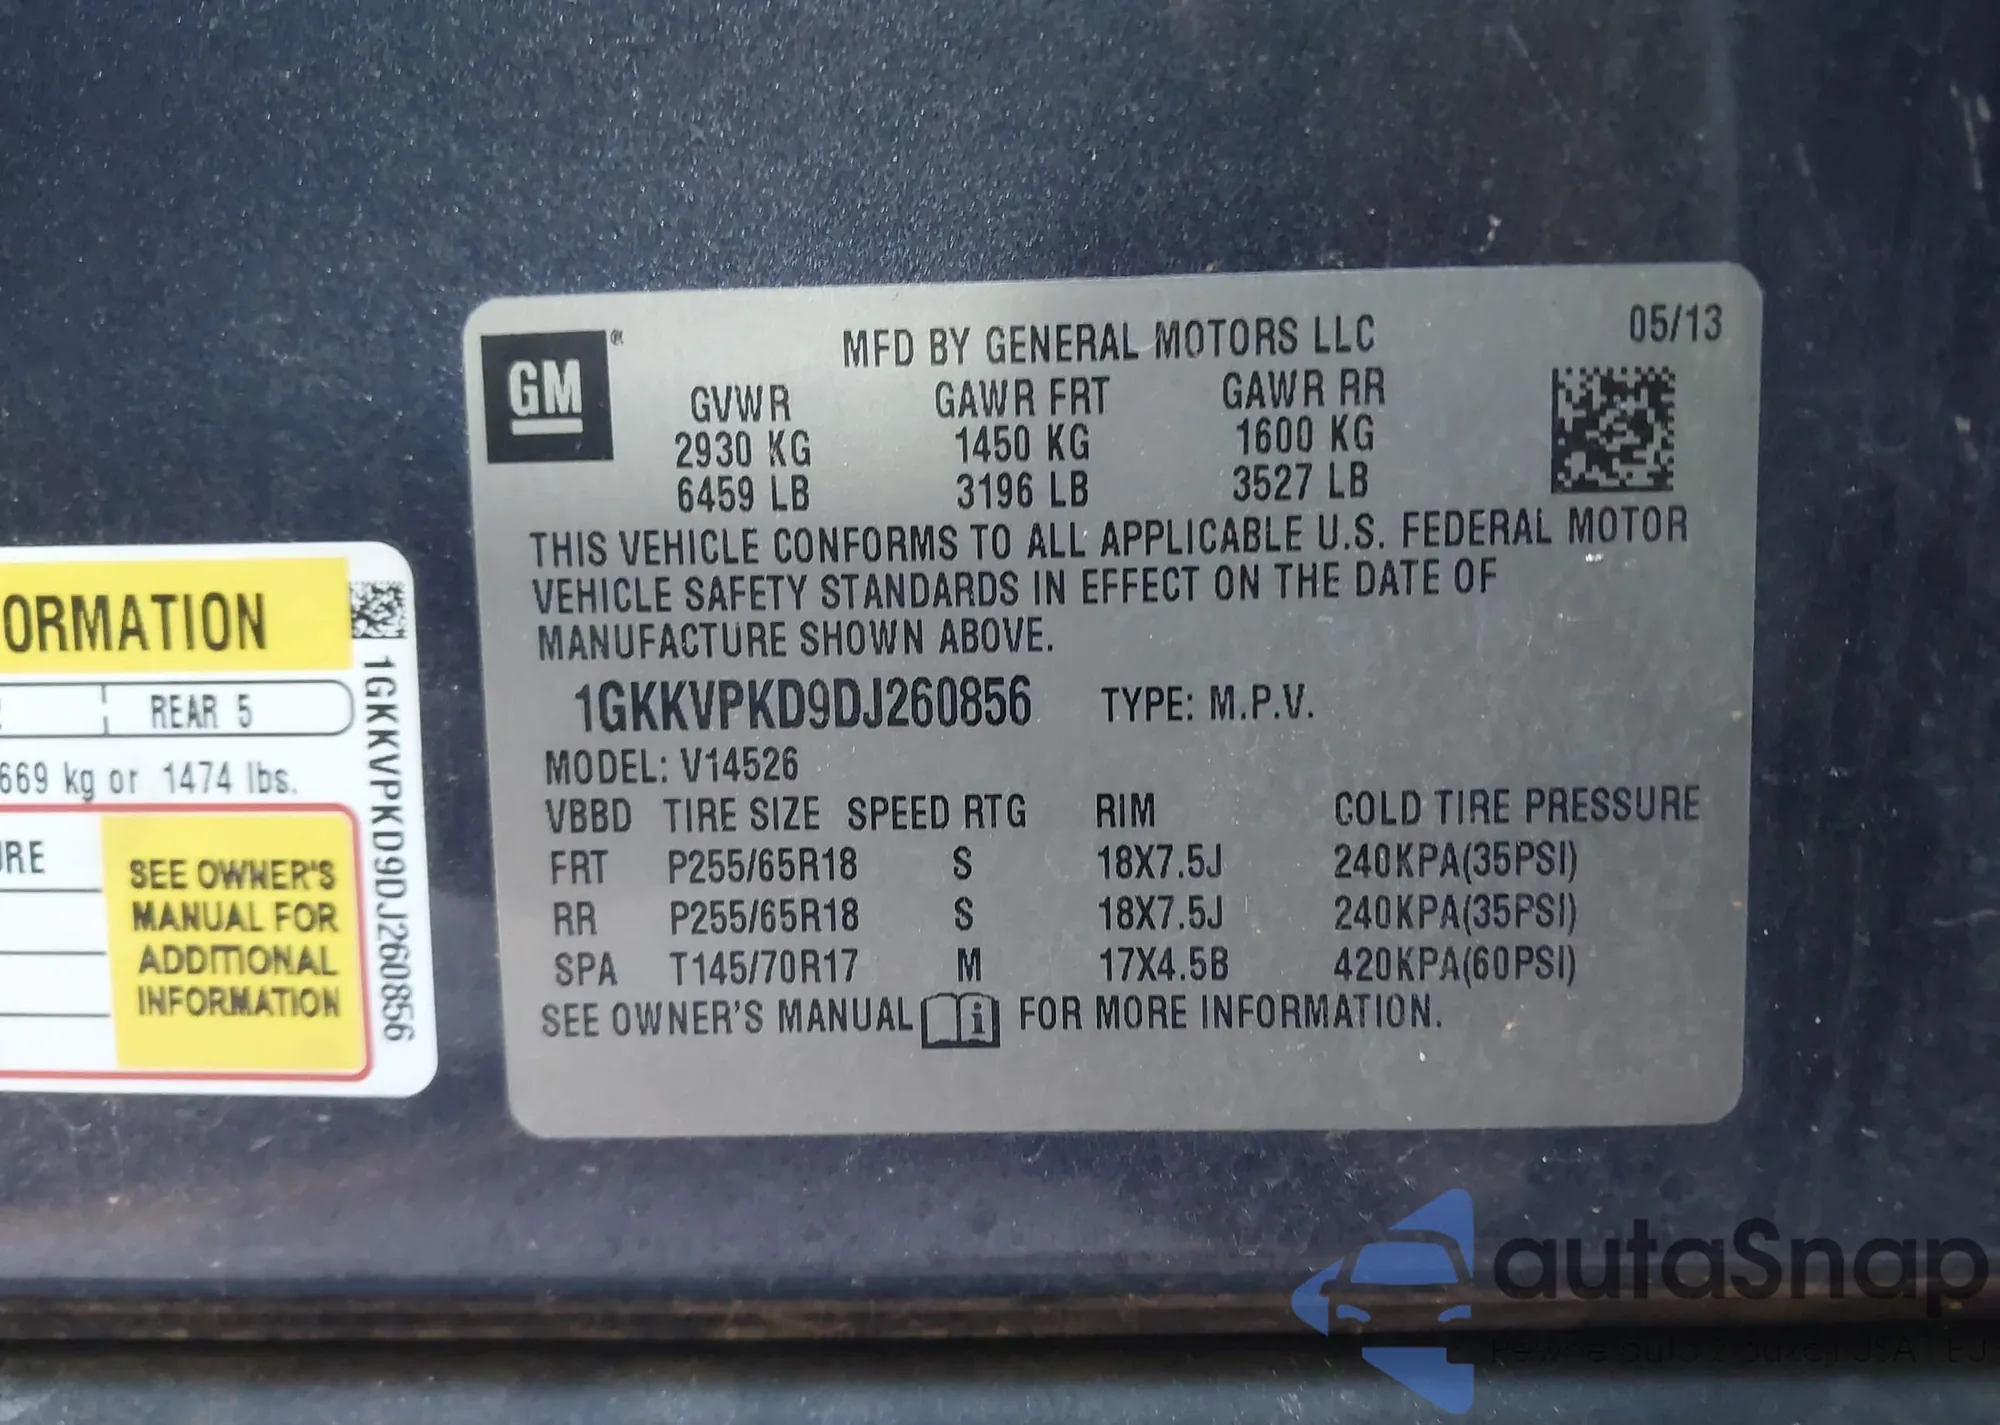 GM ®
MFD BY GENERAL MOTORS LLC
05/13
GVWR GAWR FRT GAWR RR
2930 KG 1450 KG 1600 KG
6459 LB 3196 LB 3527 LB
THIS VEHICLE CONFORMS TO ALL APPLICABLE U.S. FEDERAL MOTOR
VEHICLE SAFETY STANDARDS IN EFFECT ON THE DATE OF
MANUFACTURE SHOWN ABOVE.
1GKKVPKD9DJ260856 TYPE: M.P.V.
MODEL: V14526
VBBD TIRE SIZE SPEED RTG RIM COLD TIRE PRESSURE
FRT P255/65R18 S 18X7.5J 240KPA(35PSI)
RR P255/65R18 S 18X7.5J 240KPA(35PSI)
SPA T145/70R17 M 17X4.5B 420KPA(60PSI)
SEE OWNER'S MANUAL i FOR MORE INFORMATION.
ORMATION
REAR 5
669 kg or 1474 lbs.
RE
SEE OWNER'S
MANUAL FOR
ADDITIONAL
INFORMATION
1GKKVPKD9DJ260856
autaSnap